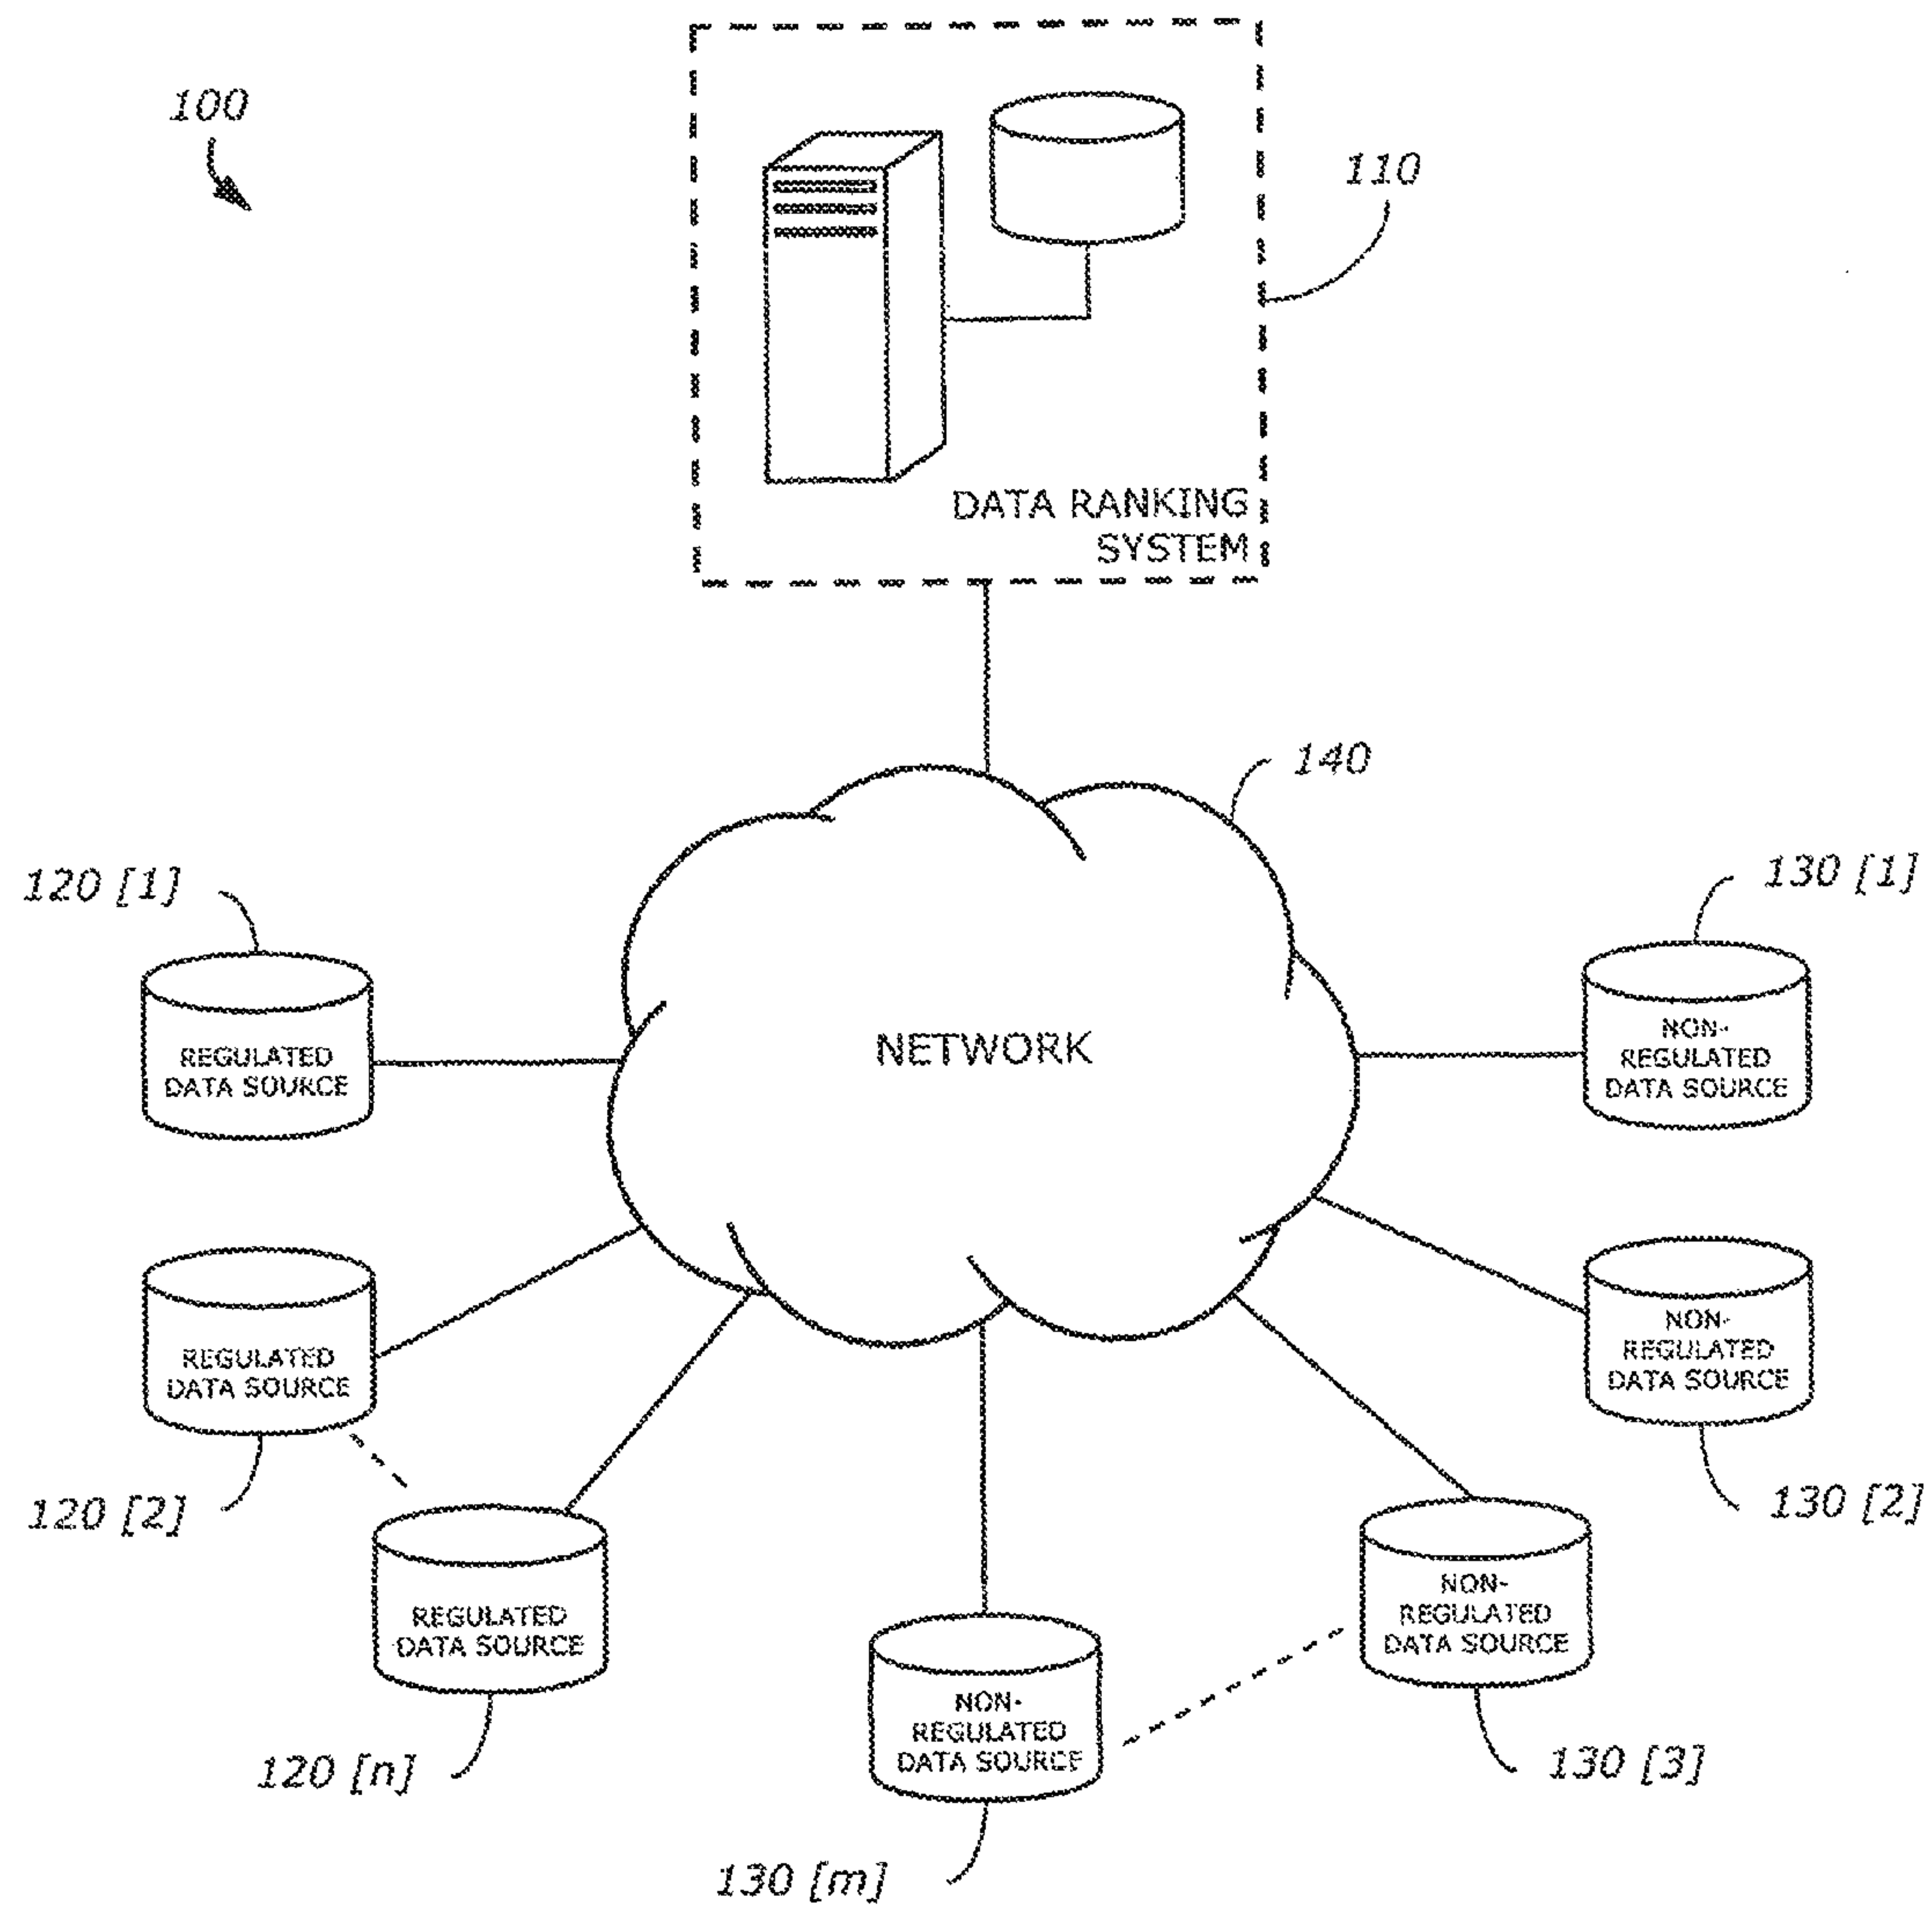 100
110
DATA RANKING
SYSTEM
140
120 [1]
130 [1]
NETWORK
REGULATED
DATA SOURCE
NON-
REGULATED
DATA SOURCE
REGULATED
DATA SOURCE
NON-
REGULATED
DATA SOURCE
120 [2]
130 [2]
REGULATED
DATA SOURCE
NON-
REGULATED
DATA SOURCE
NON-
REGULATED
DATA SOURCE
120 [n]
130 [3]
130 [m]